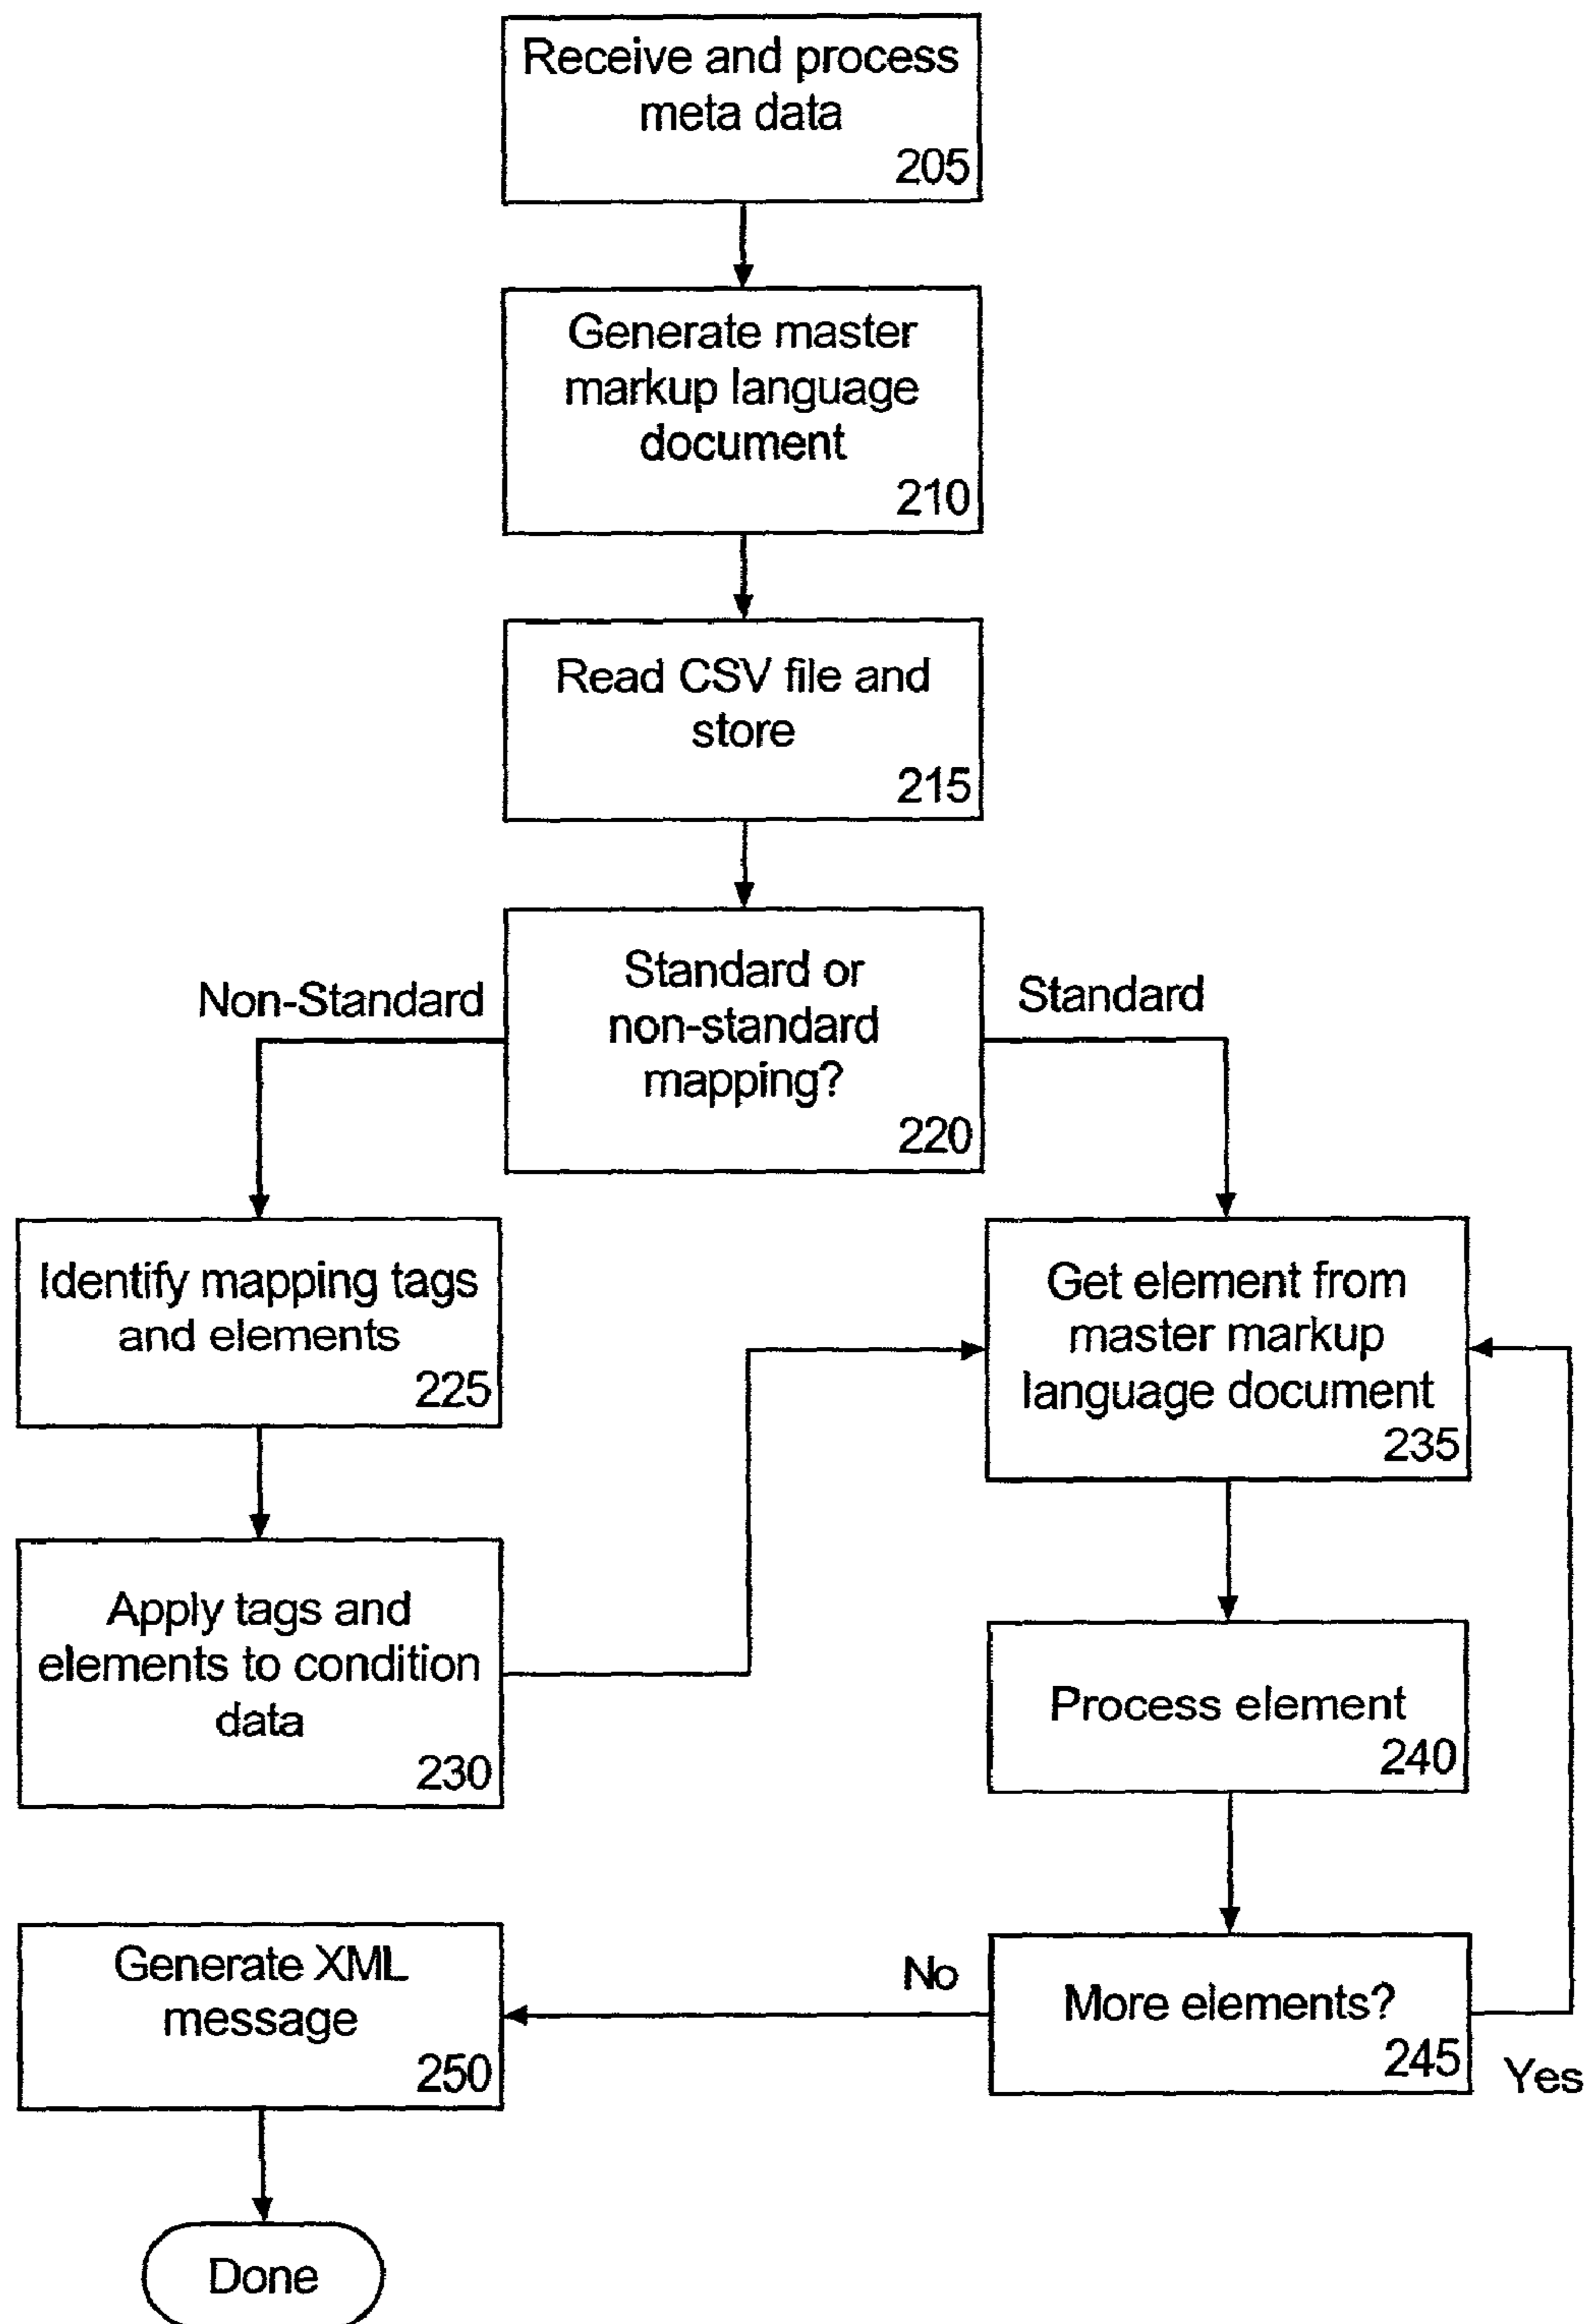 Receive and process
meta data
205
Generate master
markup language
document
210
Read CSV file and
store
215
Standard or
non-standard
mapping?
220
Non-Standard
Standard
Identify mapping tags
and elements
225
Apply tags and
elements to condition
data
230
Get element from
master markup
language document
235
Process element
240
More elements?
245
Yes
No
Generate XML
message
250
Done